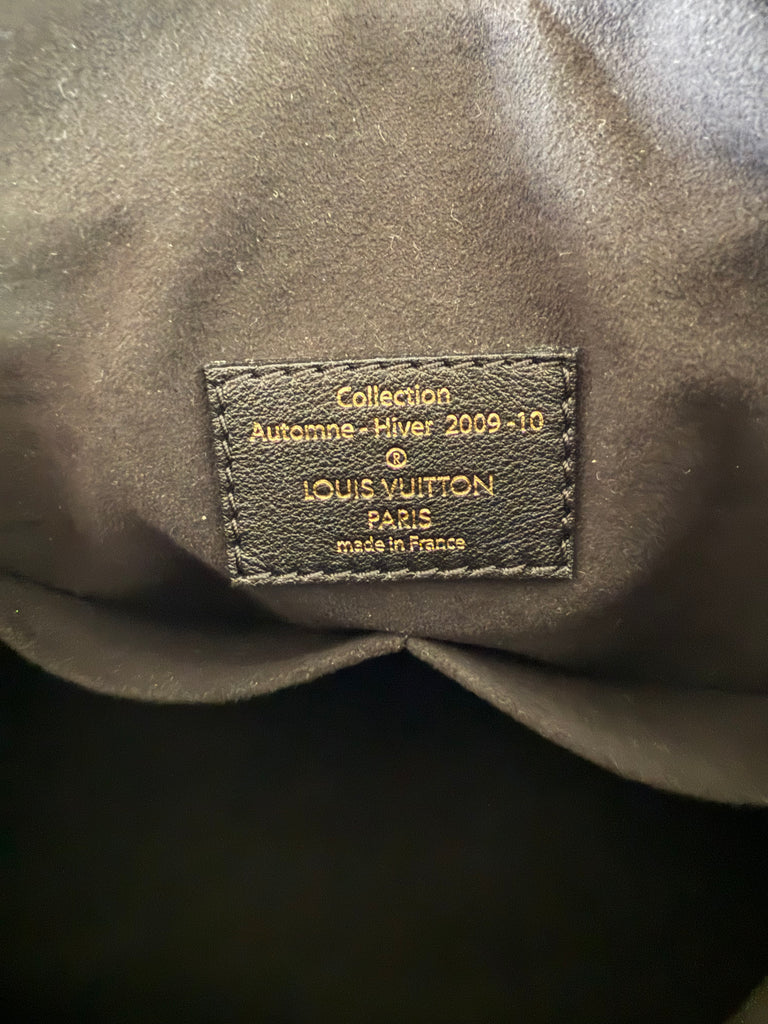 Collection
Automne - Hiver 2009 -10
®
LOUIS VUITTON
PARIS
made in France